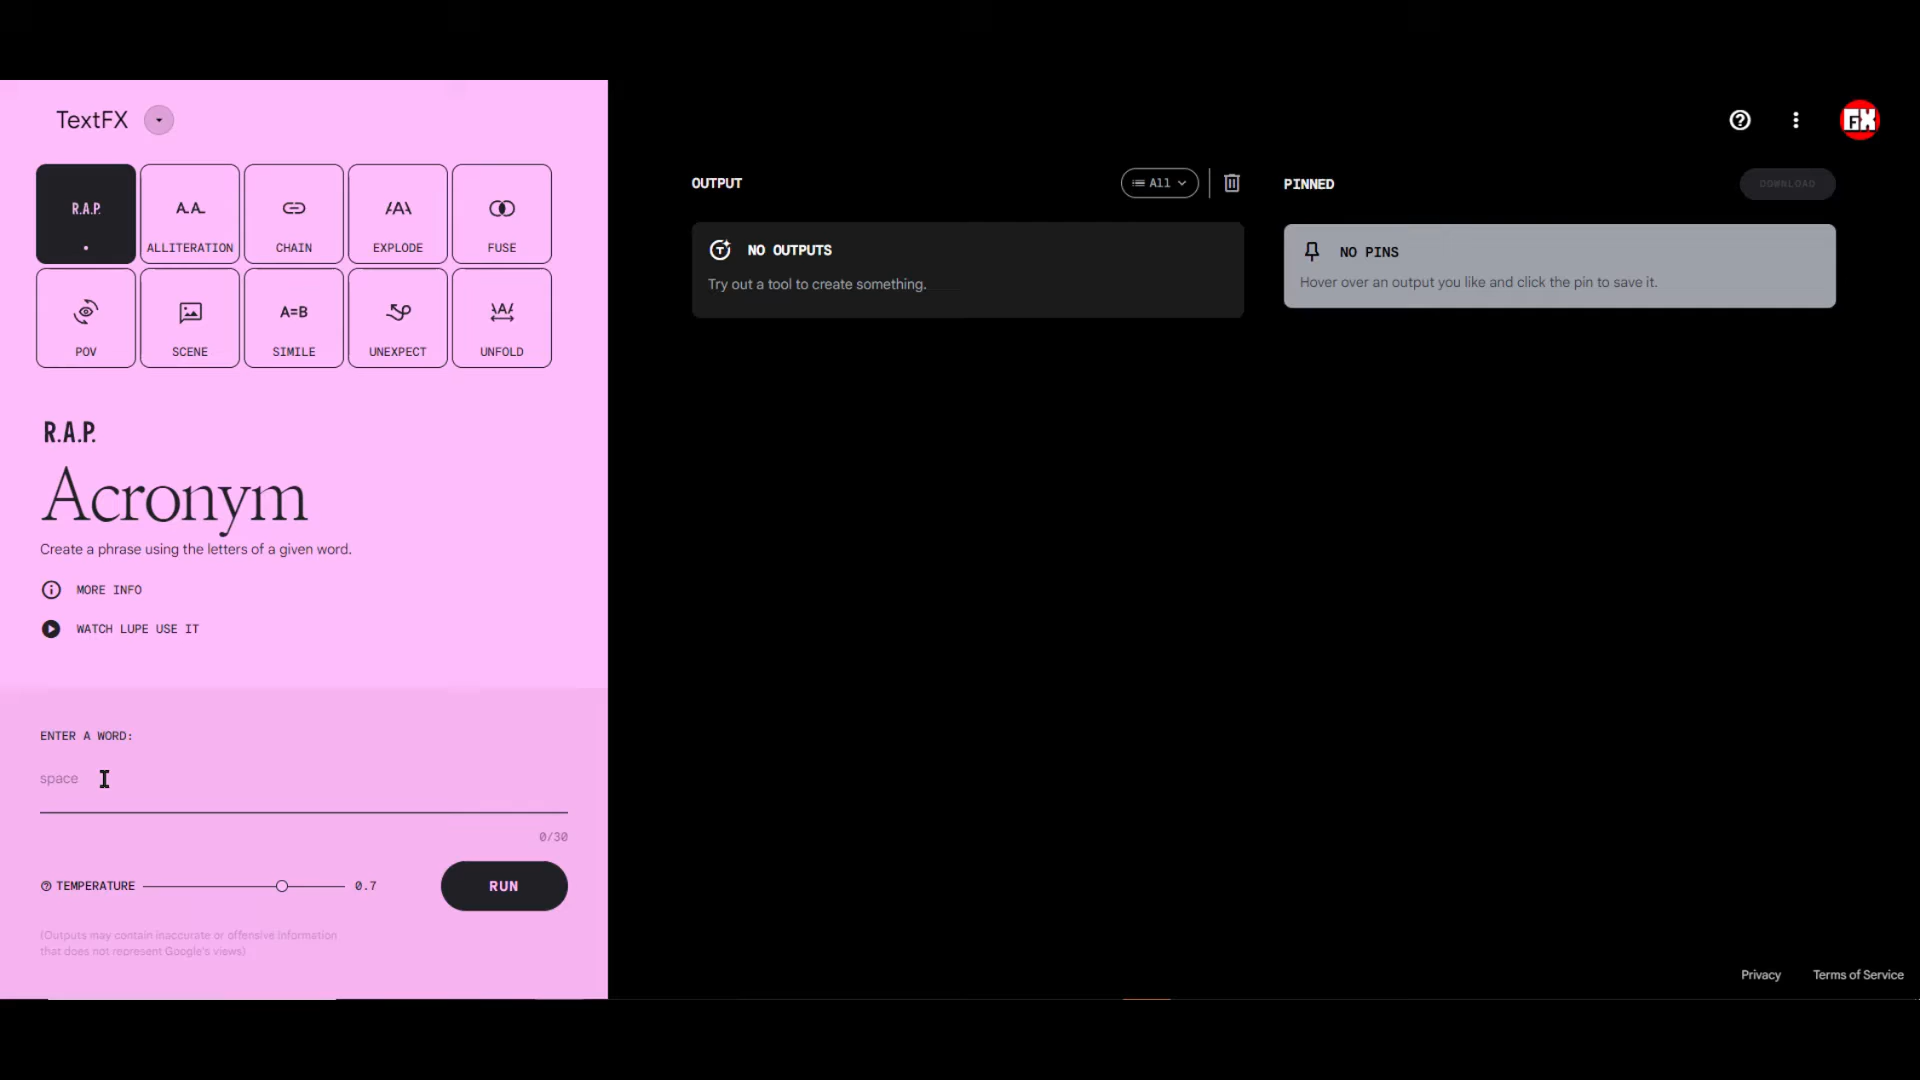 TextFX
R.A.P.
A.A.
ALLITERATION
CHAIN
EXPLODE
FUSE
POV
SCENE
A=B
SIMILE
UNEXPECT
UNFOLD
R.A.P.
Acronym
Create a phrase using the letters of a given word.
MORE INFO
WATCH LUPE USE IT
ENTER A WORD:
space
0/30
TEMPERATURE 0.7
RUN
(Outputs may contain inaccurate or offensive information
that does not represent Google's views)
OUTPUT
All
NO OUTPUTS
Try out a tool to create something.
PINNED
DOWNLOAD
NO PINS
Hover over an output you like and click the pin to save it.
FX
Privacy Terms of Service